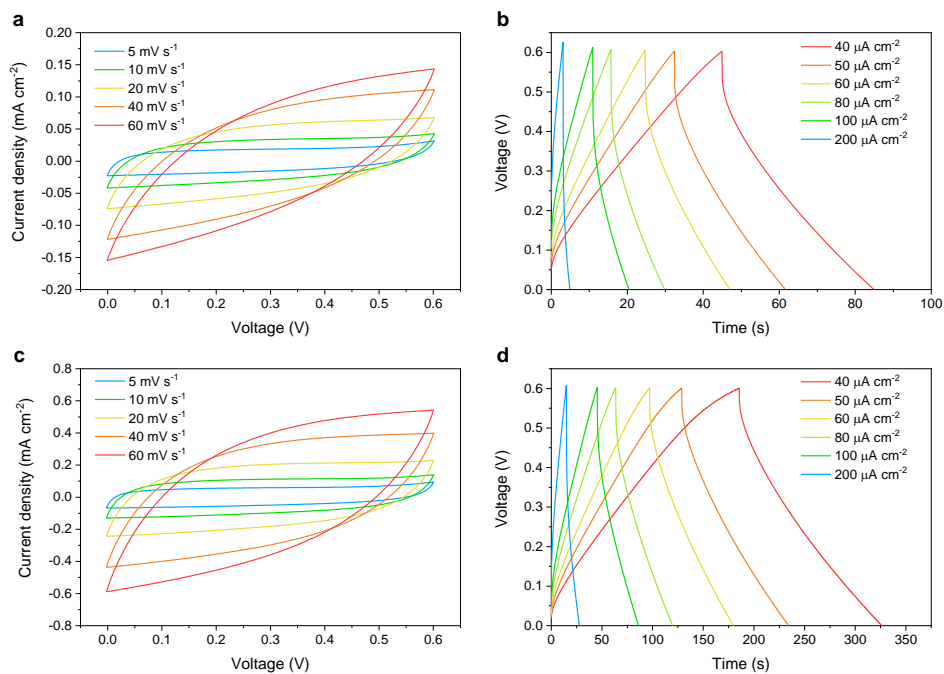 a
0.20
0.15
0.10
0.05
0.00
-0.05
-0.10
-0.15
-0.20
Current density (mA cm⁻²)
5 mV s⁻¹
10 mV s⁻¹
20 mV s⁻¹
40 mV s⁻¹
60 mV s⁻¹
0.0 0.1 0.2 0.3 0.4 0.5 0.6
Voltage (V)
b
0.6
0.5
0.4
0.3
0.2
0.1
0.0
Voltage (V)
40 μA cm⁻²
50 μA cm⁻²
60 μA cm⁻²
80 μA cm⁻²
100 μA cm⁻²
200 μA cm⁻²
0 20 40 60 80 100
Time (s)
c
0.8
0.6
0.4
0.2
0.0
-0.2
-0.4
-0.6
-0.8
Current density (mA cm⁻²)
5 mV s⁻¹
10 mV s⁻¹
20 mV s⁻¹
40 mV s⁻¹
60 mV s⁻¹
0.0 0.1 0.2 0.3 0.4 0.5 0.6
Voltage (V)
d
0.6
0.5
0.4
0.3
0.2
0.1
0.0
Voltage (V)
40 μA cm⁻²
50 μA cm⁻²
60 μA cm⁻²
80 μA cm⁻²
100 μA cm⁻²
200 μA cm⁻²
0 50 100 150 200 250 300 350
Time (s)